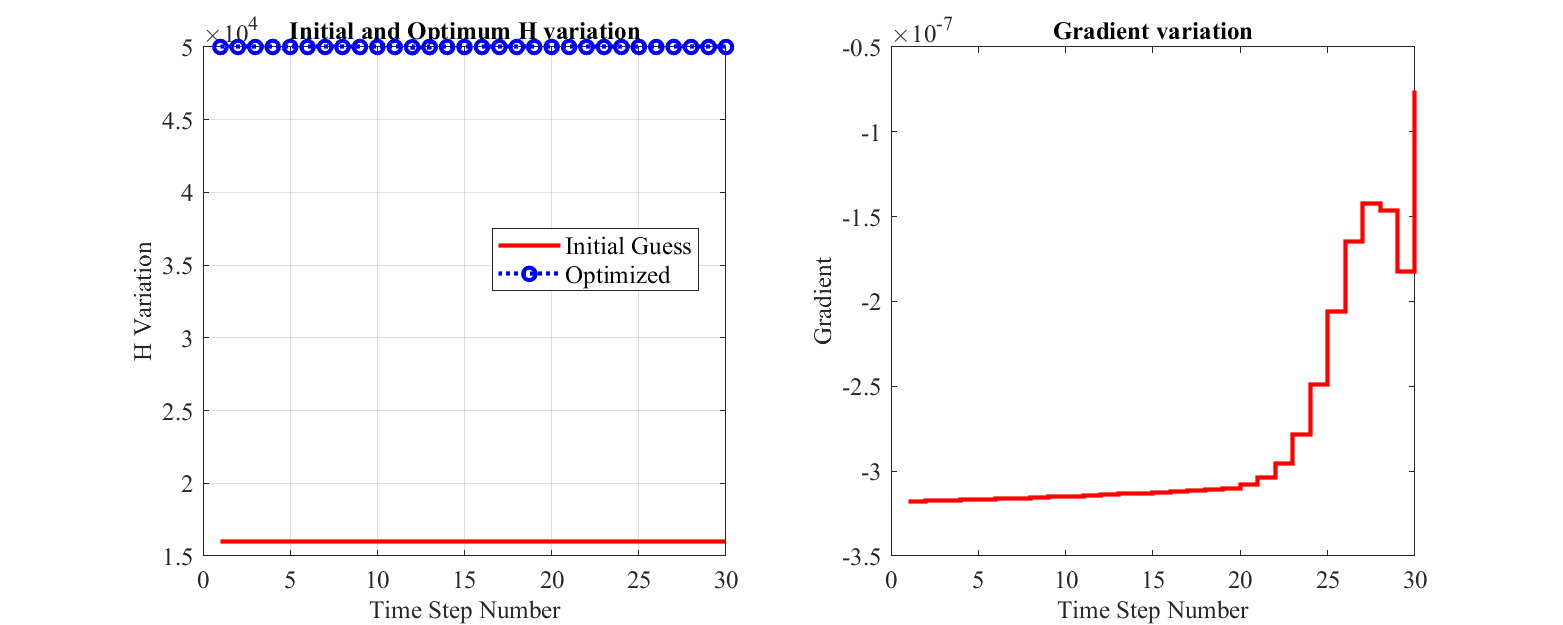 Initial and Optimum H variation
×10^4
5
4.5
4
3.5
3
2.5
2
1.5
H Variation
Initial Guess
Optimized
0 5 10 15 20 25 30
Time Step Number
Gradient variation
×10^-7
-0.5
-1
-1.5
-2
-2.5
-3
-3.5
Gradient
0 5 10 15 20 25 30
Time Step Number